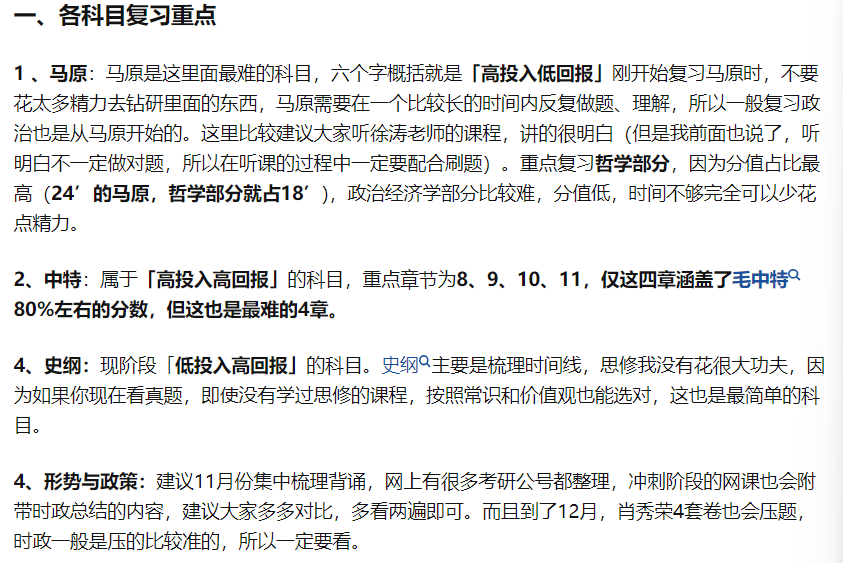 一、各科目复习重点
1 、马原：马原是这里面最难的科目，六个字概括就是「高投入低回报」刚开始复习马原时，不要
花太多精力去钻研里面的东西，马原需要在一个比较长的时间内反复做题、理解，所以一般复习政
治也是从马原开始的。这里比较建议大家听徐涛老师的课程，讲的很明白（但是我前面也说了，听
明白不一定做对题，所以在听课的过程中一定要配合刷题）。重点复习哲学部分，因为分值占比最
高（24′的马原，哲学部分就占18′），政治经济学部分比较难，分值低，时间不够完全可以少花
点精力。
2、中特：属于「高投入高回报」的科目，重点章节为8、9、10、11，仅这四章涵盖了毛中特
80%左右的分数，但这也是最难的4章。
4、史纲：现阶段「低投入高回报」的科目。史纲主要是梳理时间线，思修我没有花很大功夫，因
为如果你现在看真题，即使没有学过思修的课程，按照常识和价值观也能选对，这也是最简单的科
目。
4、形势与政策：建议11月份集中梳理背诵，网上有很多考研公号都整理，冲刺阶段的网课也会附
带时政总结的内容，建议大家多多对比，多看两遍即可。而且到了12月，肖秀荣4套卷也会压题，
时政一般是压的比较准的，所以一定要看。